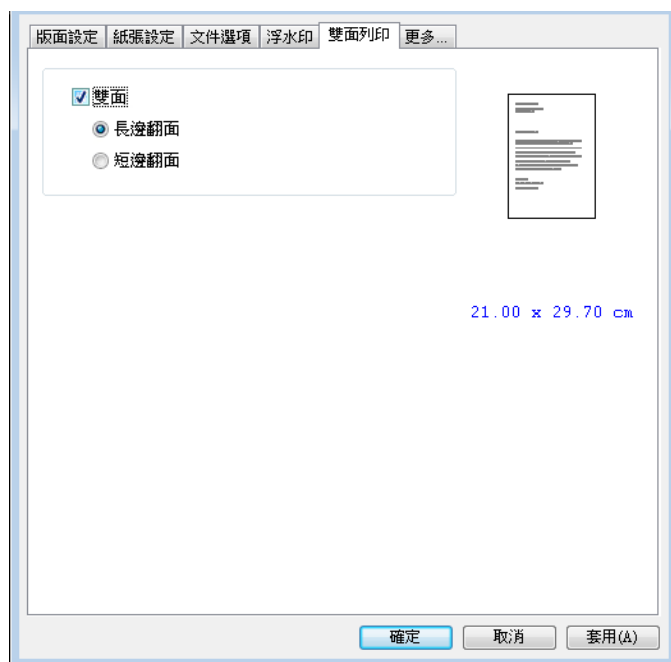 版面設定 紙張設定 文件選項 浮水印 雙面列印 更多...
雙面
長邊翻面
短邊翻面
21.00 x 29.70 cm
確定 取消 套用(A)